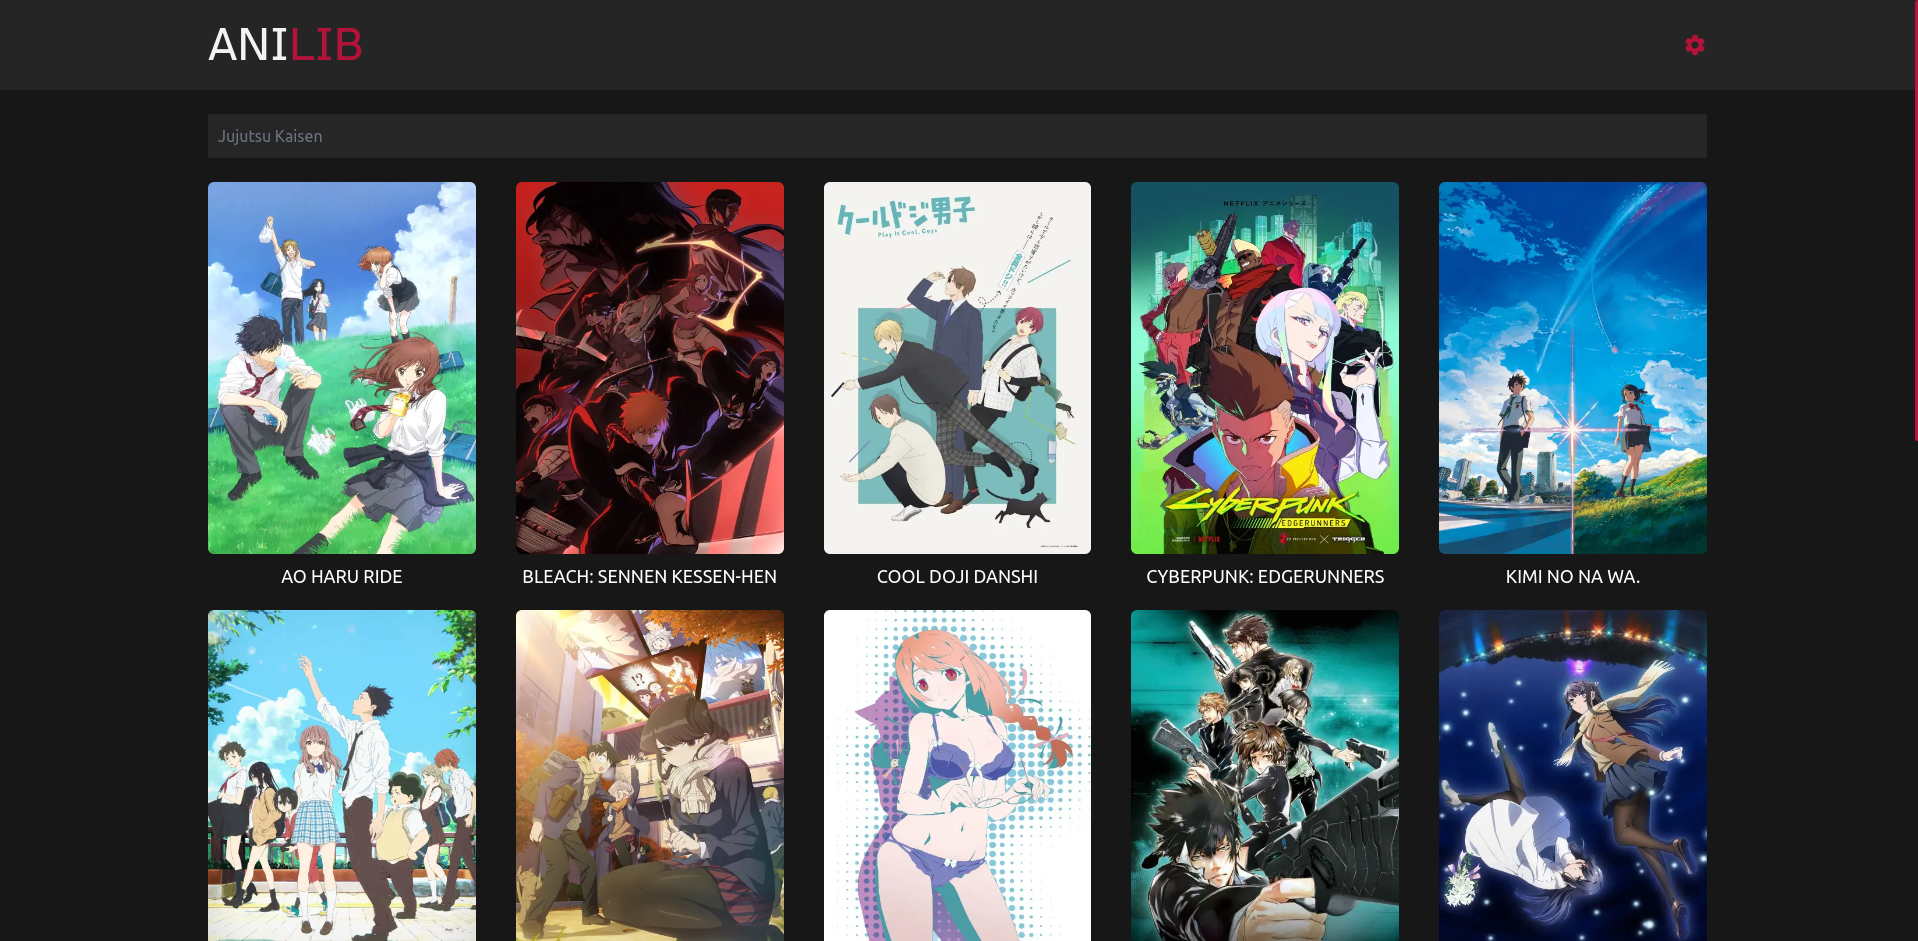 ANILIB
Jujutsu Kaisen
クールドジ男子
Play It Cool, Guys
NETFLIX アニメシリーズ
Cyberpunk
EDGERUNNERS
NETFLIX
TRIGGER
AO HARU RIDE
BLEACH: SENNEN KESSEN-HEN
COOL DOJI DANSHI
CYBERPUNK: EDGERUNNERS
KIMI NO NA WA.
!?